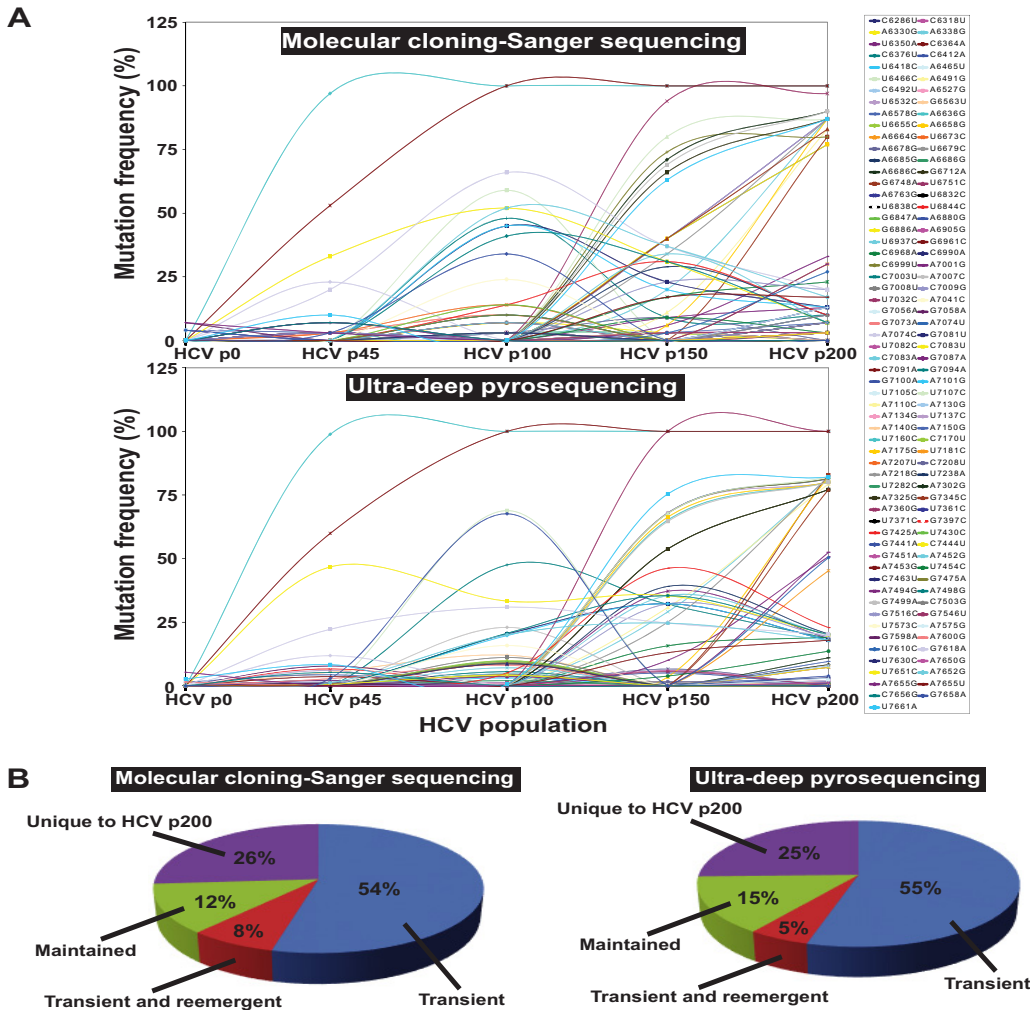 A
Molecular cloning-Sanger sequencing
Mutation frequency (%)
125
100
75
50
25
0
HCV p0 HCV p45 HCV p100 HCV p150 HCV p200
Ultra-deep pyrosequencing
Mutation frequency (%)
125
100
75
50
25
0
HCV p0 HCV p45 HCV p100 HCV p150 HCV p200
HCV population
C6286U C6318U
A6330G A6338G
U6350A C6364A
C6376U C6412A
U6418C A6465U
U6466C A6491G
C6492U A6527G
U6532C G6563U
A6578G A6636G
U6655C A6658G
A6664G U6673C
A6678G U6679C
A6685G A6686G
A6686C G6712A
G6748A U6751C
A6763G U6832C
U6838C U6844C
G6847A A6880G
G6886A A6905G
U6937C G6961C
C6968A C6990A
C6999U A7001G
C7003U A7007C
G7008U C7009G
U7032C A7041C
G7056A G7058A
G7073A A7074U
A7074C A7081U
U7082C C7083U
C7083A G7087A
C7091A G7094A
G7100A A7101G
U7105C U7107C
A7110C A7130G
A7134G U7137C
A7140G A7150G
U7160C C7170U
A7175G U7181C
A7207U C7208U
A7218G U7238A
U7282C A7302G
A7325G G7345C
A7360G U7361C
U7371C G7397C
G7425A U7430C
G7441A C7444U
G7451A A7452G
A7453G U7454C
C7463U G7475A
A7494G A7498G
G7499A C7503G
G7516C G7546U
U7573C A7575G
G7598A A7600G
U7610C G7618A
A7630C A7650G
U7651C A7652G
A7655G A7655U
C7656G G7658A
U7661A
B
Molecular cloning-Sanger sequencing
Unique to HCV p200
26%
54%
12%
8%
Maintained
Transient and reemergent
Transient
Ultra-deep pyrosequencing
Unique to HCV p200
25%
55%
15%
5%
Maintained
Transient and reemergent
Transient